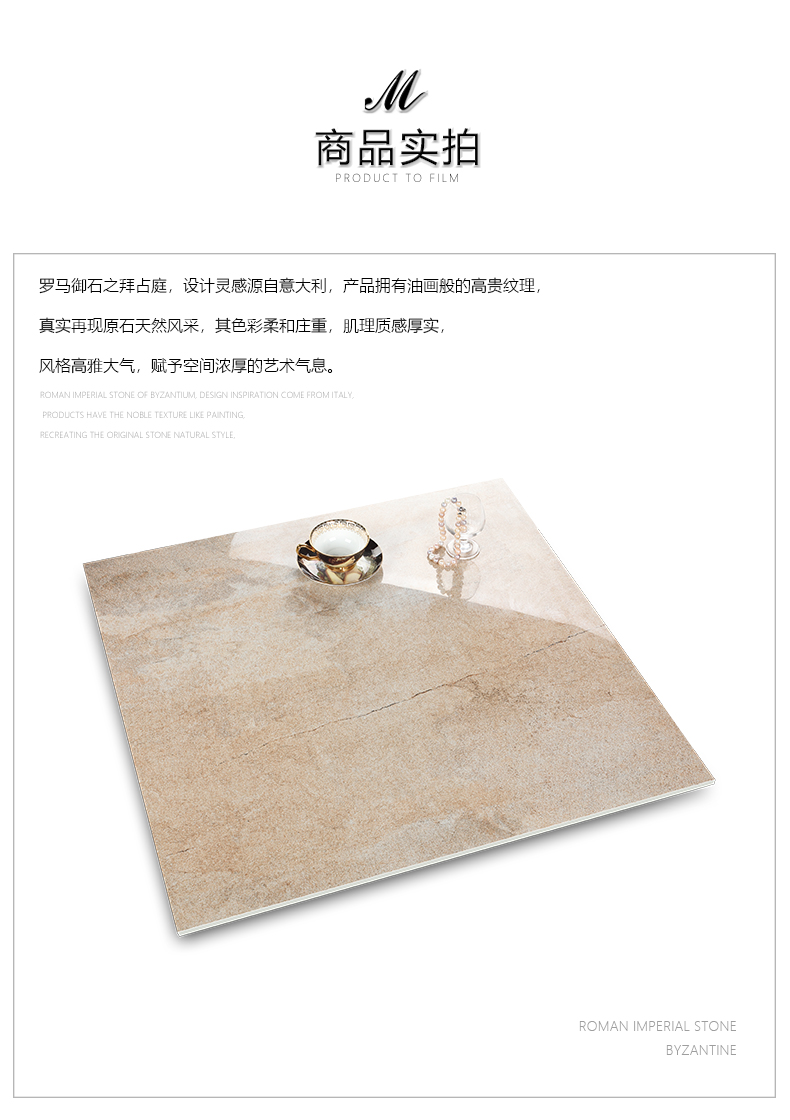 M
商品实拍
PRODUCT TO FILM
罗马御石之拜占庭，设计灵感源自意大利，产品拥有油画般的高贵纹理，
真实再现原石天然风采，其色彩柔和庄重，肌理质感厚实，
风格高雅大气，赋予空间浓厚的艺术气息。
ROMAN IMPERIAL STONE OF BYZANTIUM, DESIGN INSPIRATION COME FROM ITALY,
PRODUCTS HAVE THE NOBLE TEXTURE LIKE PAINTING,
RECREATING THE ORIGINAL STONE NATURAL STYLE,
ROMAN IMPERIAL STONE
BYZANTINE